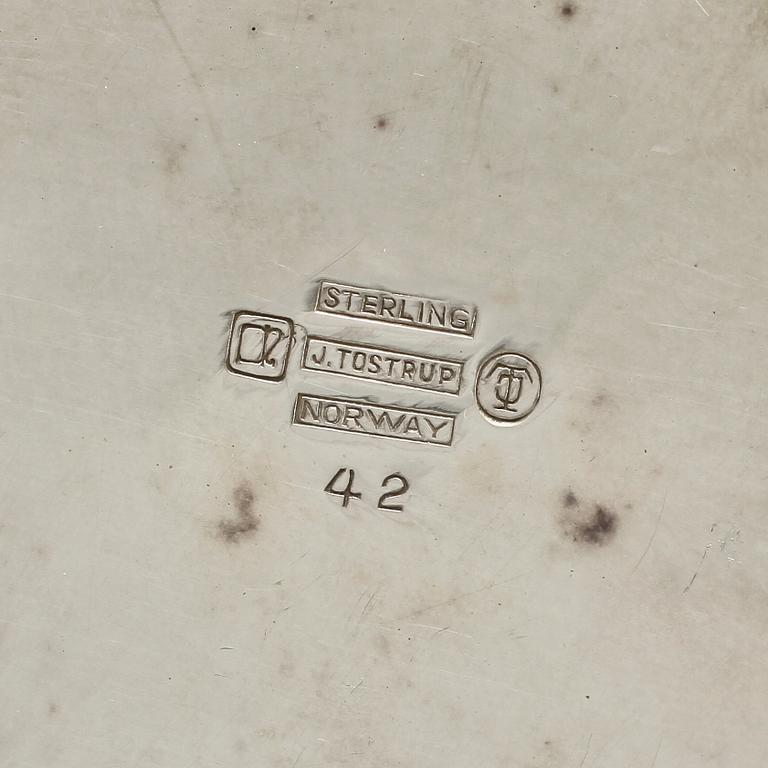 STERLING
J. TOSTRUP
NORWAY
42